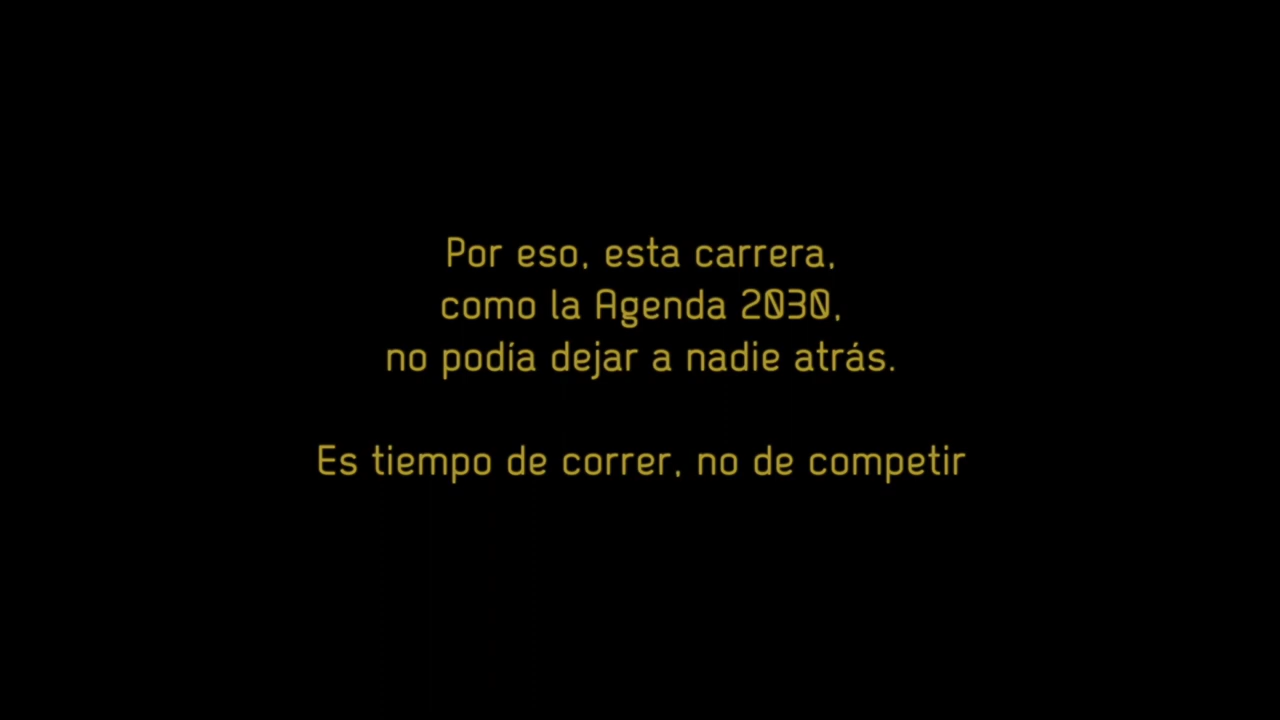 Por eso, esta carrera,
como la Agenda 2030,
no podía dejar a nadie atrás.
Es tiempo de correr, no de competir